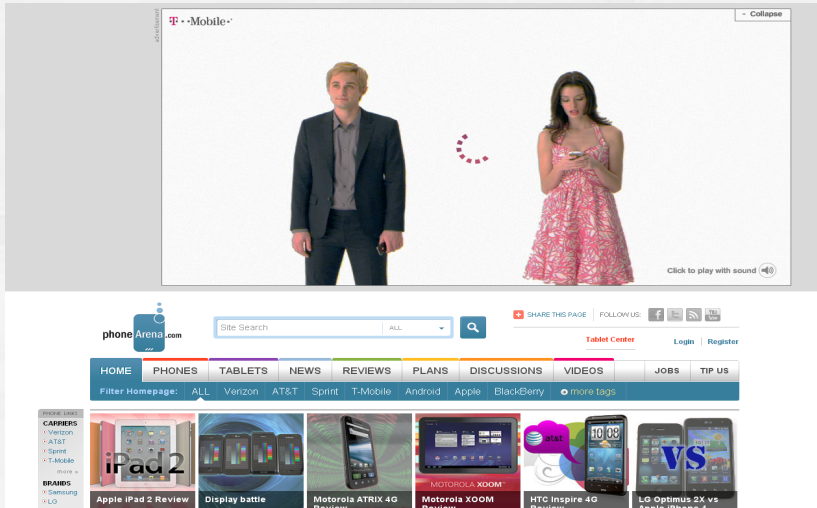 advertisement
T··Mobile·
- Collapse
Click to play with sound
phoneArena.com
Site Search
ALL
SHARE THIS PAGE
FOLLOW US:
Tablet Center
Login
Register
HOME
PHONES
TABLETS
NEWS
REVIEWS
PLANS
DISCUSSIONS
VIDEOS
JOBS
TIP US
Filter Homepage:
ALL
Verizon
AT&T
Sprint
T-Mobile
Android
Apple
BlackBerry
more tags
PHONE LINKS
CARRIERS
Verizon
AT&T
Sprint
T-Mobile
more
BRANDS
Samsung
LG
iPad 2
Apple iPad 2 Review
Display battle
Motorola ATRIX 4G
Review
MOTOROLA XOOM
Motorola XOOM
Review
at&t
10:08
HTC Inspire 4G
Review
VS
LG Optimus 2X vs
Apple iPhone 4